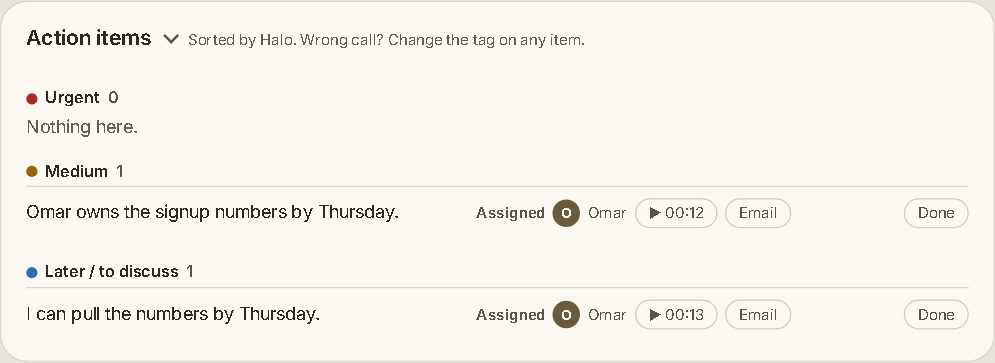 Action items Sorted by Halo. Wrong call? Change the tag on any item.
Urgent 0
Nothing here.
Medium 1
Omar owns the signup numbers by Thursday. Assigned O Omar ▶ 00:12 Email Done
Later / to discuss 1
I can pull the numbers by Thursday. Assigned O Omar ▶ 00:13 Email Done